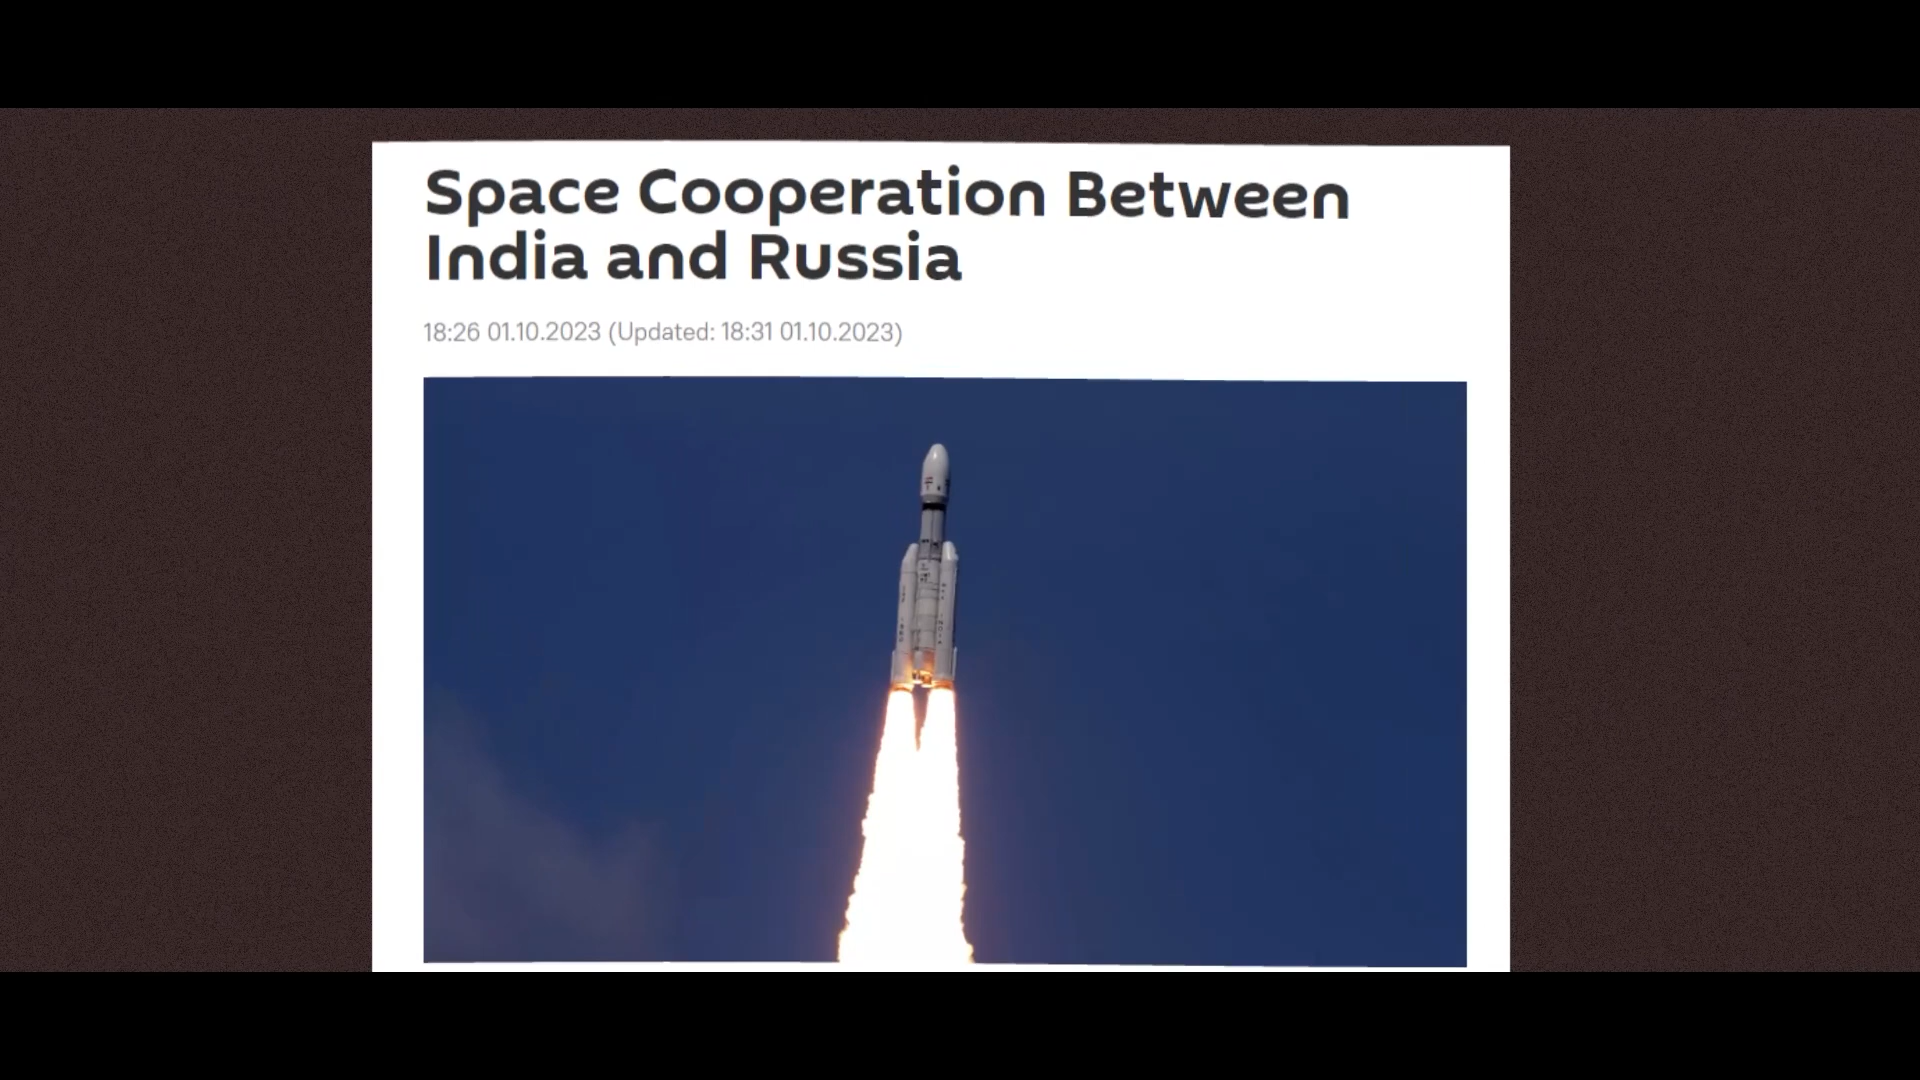 Space Cooperation Between
India and Russia
18:26 01.10.2023 (Updated: 18:31 01.10.2023)